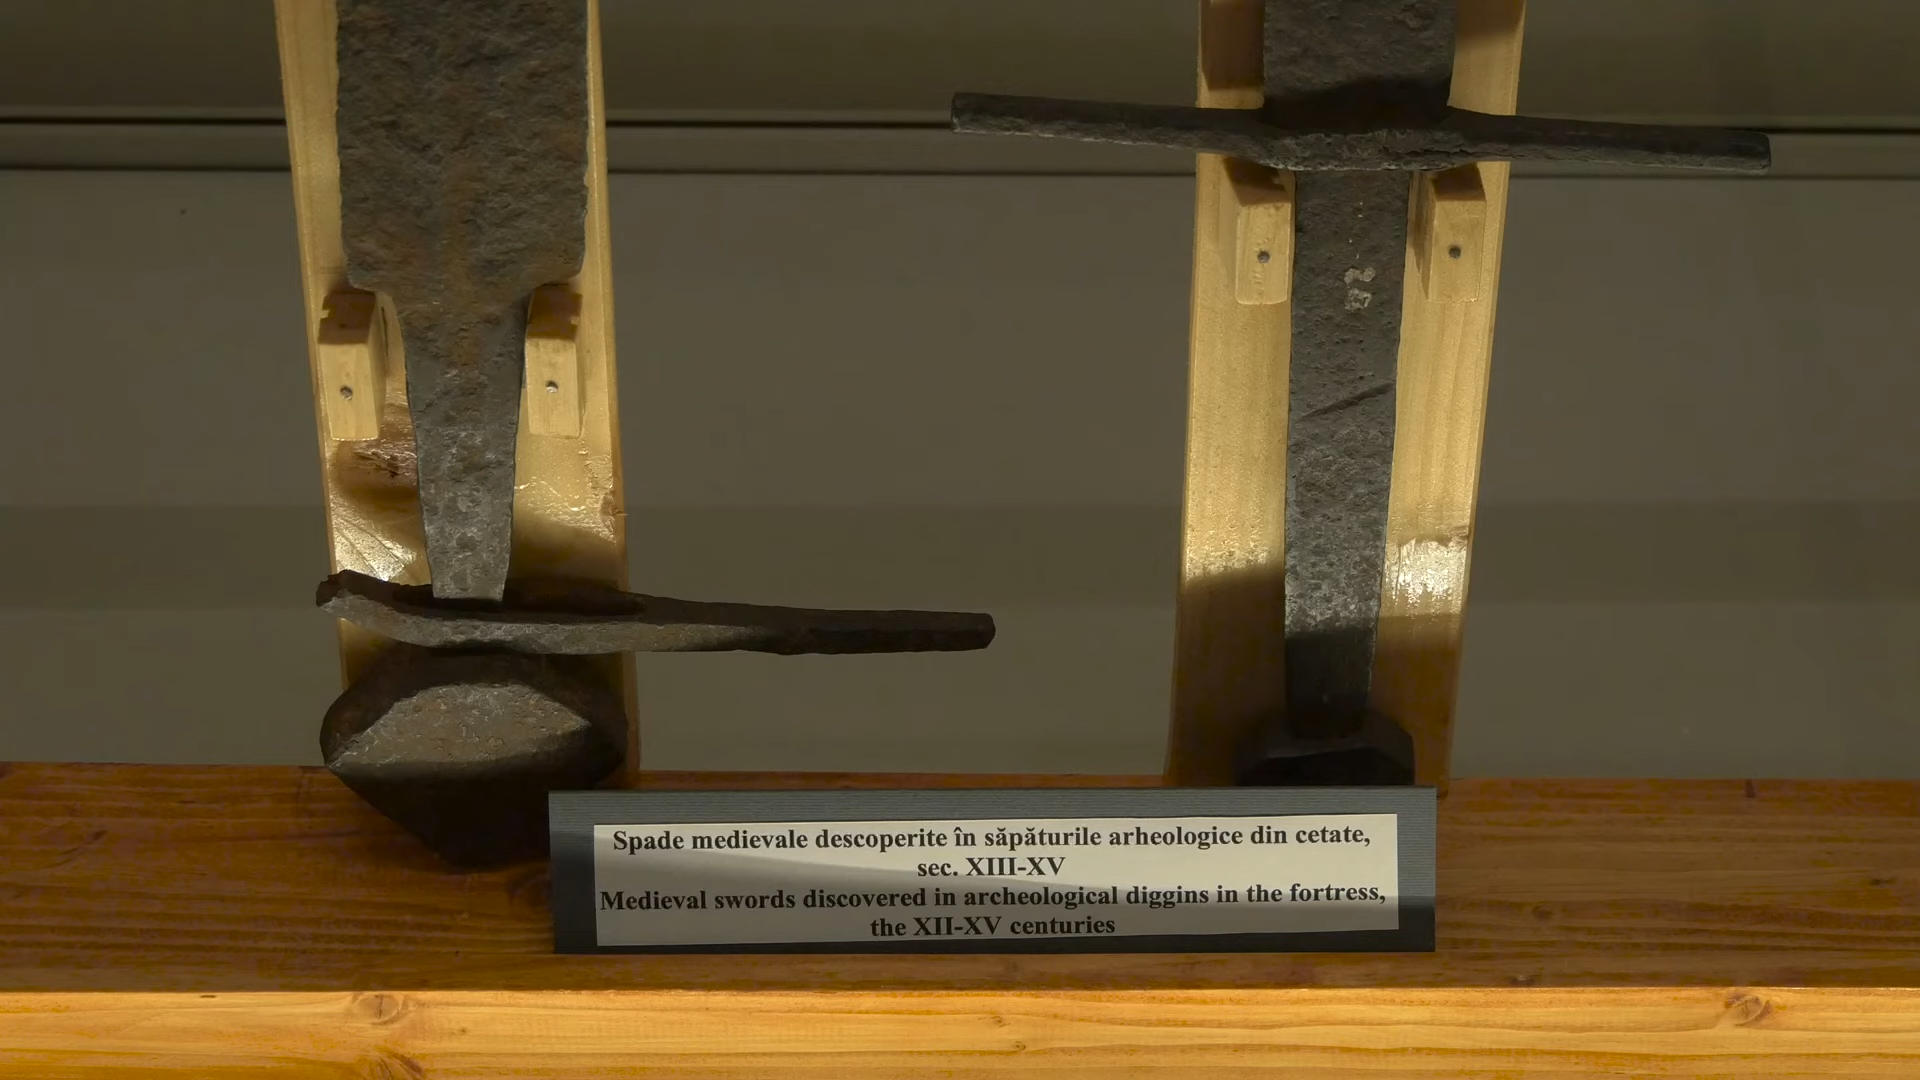 Spade medievale descoperite în săpăturile arheologice din cetate,
sec. XIII-XV
Medieval swords discovered in archeological diggins in the fortress,
the XII-XV centuries